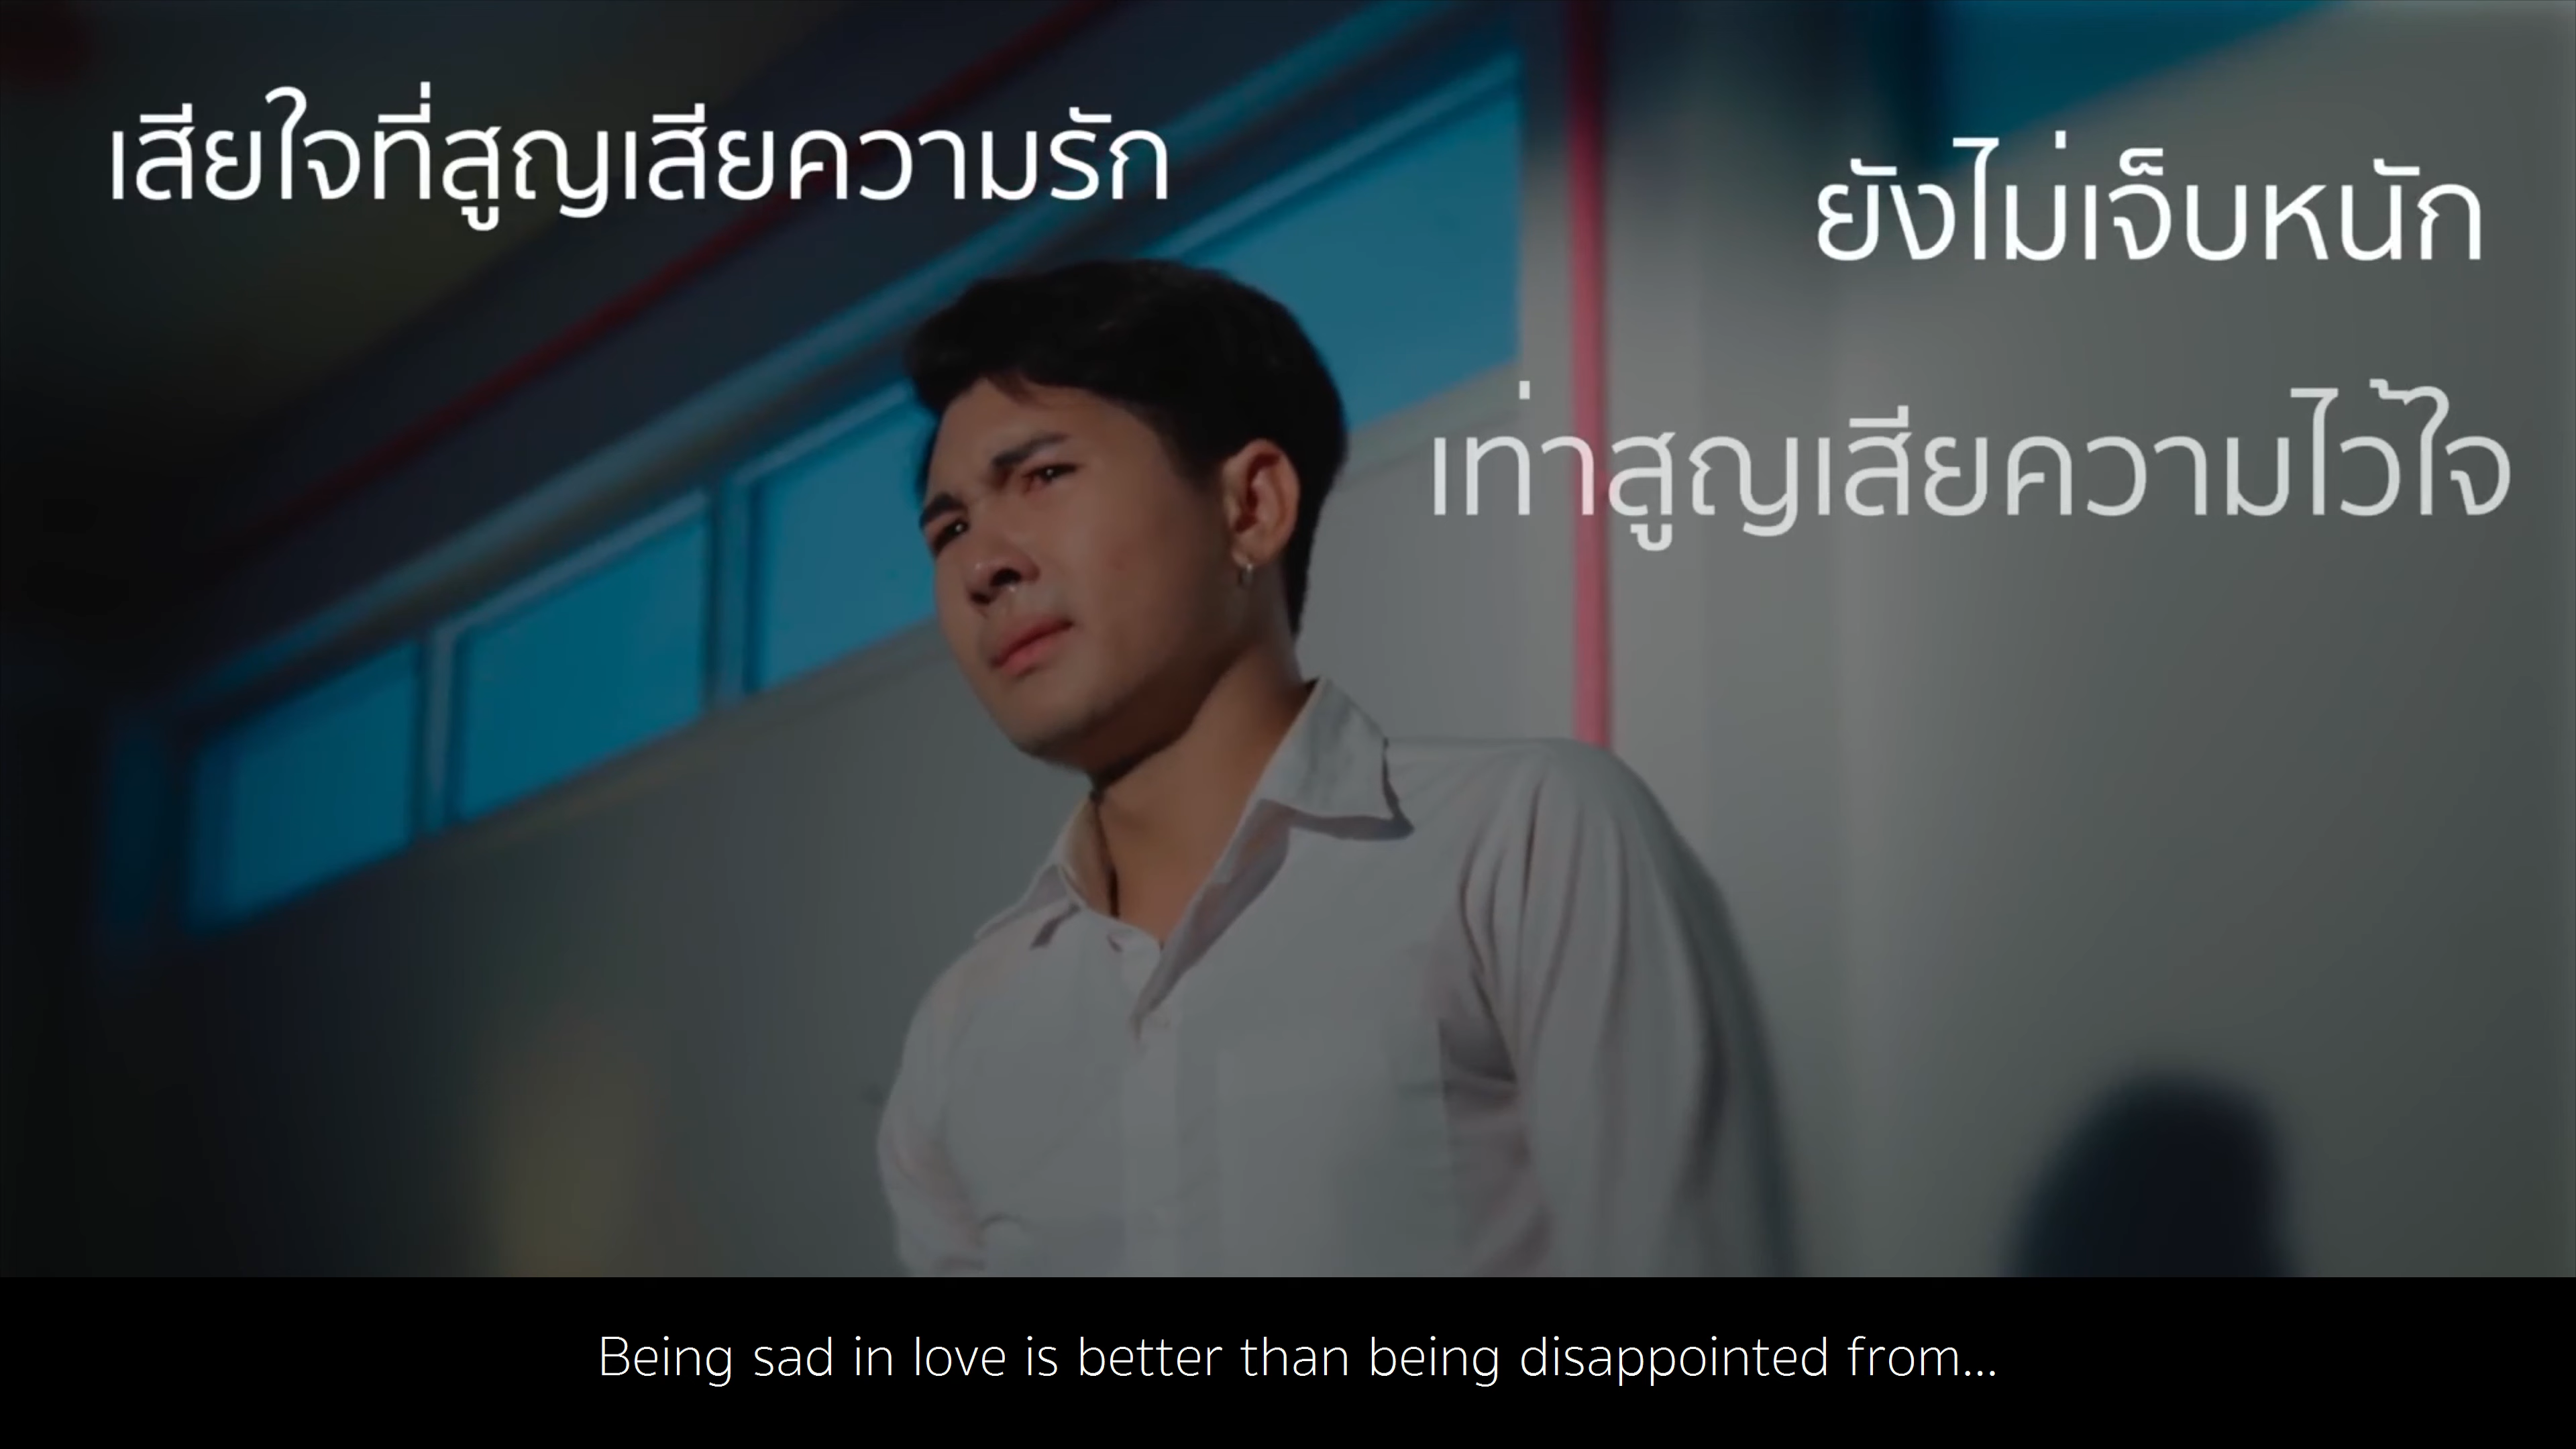 เสียใจที่สูญเสียความรัก
ยังไม่เจ็บหนัก
เท่าสูญเสียความไว้ใจ
Being sad in love is better than being disappointed from...